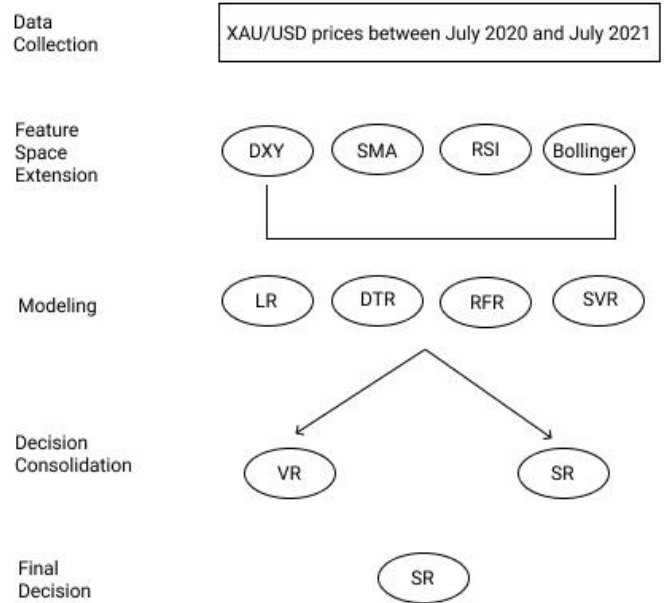 Data
Collection
XAU/USD prices between July 2020 and July 2021
Feature
Space
Extension
DXY
SMA
RSI
Bollinger
Modeling
LR
DTR
RFR
SVR
Decision
Consolidation
VR
SR
Final
Decision
SR